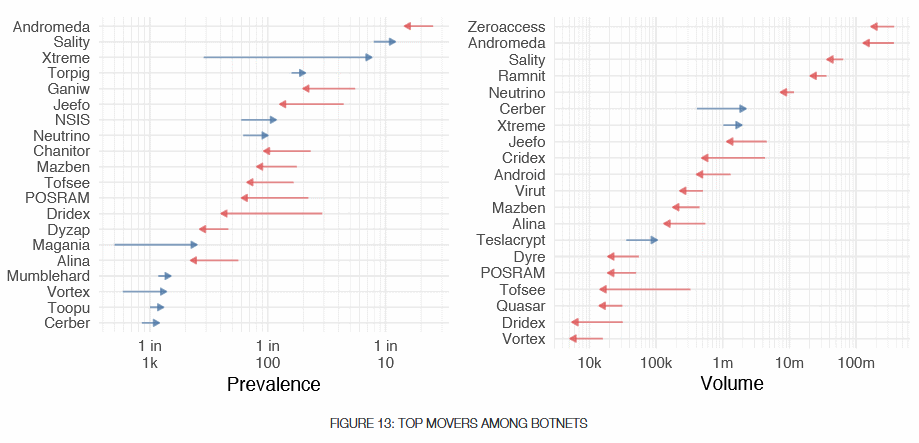 Andromeda
Sality
Xtreme
Torpig
Ganiw
Jeefo
NSIS
Neutrino
Chanitor
Mazben
Tofsee
POSRAM
Dridex
Dyzap
Magania
Alina
Mumblehard
Vortex
Toopu
Cerber
1 in
1k
1 in
100
1 in
10
Prevalence
Zeroaccess
Andromeda
Sality
Ramnit
Neutrino
Cerber
Xtreme
Jeefo
Cridex
Android
Virut
Mazben
Alina
Teslacrypt
Dyre
POSRAM
Tofsee
Quasar
Dridex
Vortex
10k 100k 1m 10m 100m
Volume
FIGURE 13: TOP MOVERS AMONG BOTNETS